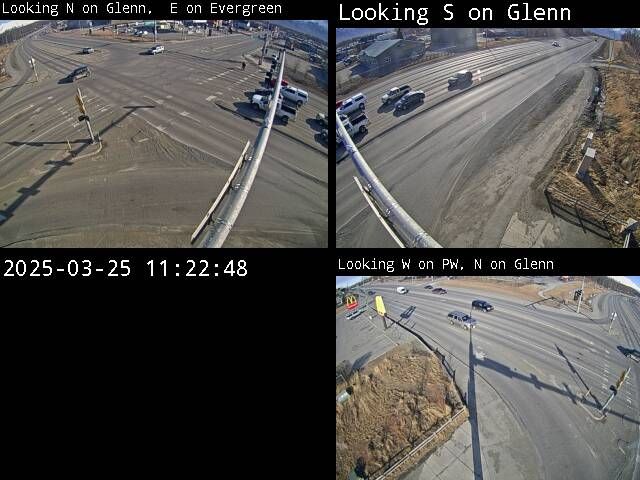 Looking N on Glenn,  E on Evergreen
Looking S on Glenn
2025-03-25 11:22:48
Looking W on PW, N on Glenn